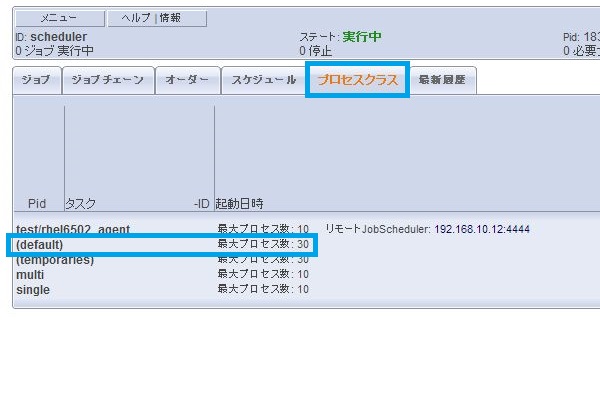 メニュー ヘルプ | 情報
ID: scheduler ステート: 実行中 Pid: 183
0 ジョブ 実行中 0 停止 0 必要
ジョブ ジョブチェーン オーダー スケジュール プロセスクラス 最新履歴
Pid タスク -ID 起動日時
test/rhel6502_agent 最大プロセス数: 10 リモートJobScheduler: 192.168.10.12:4444
(default) 最大プロセス数: 30
(temporaries) 最大プロセス数: 30
multi 最大プロセス数: 10
single 最大プロセス数: 10